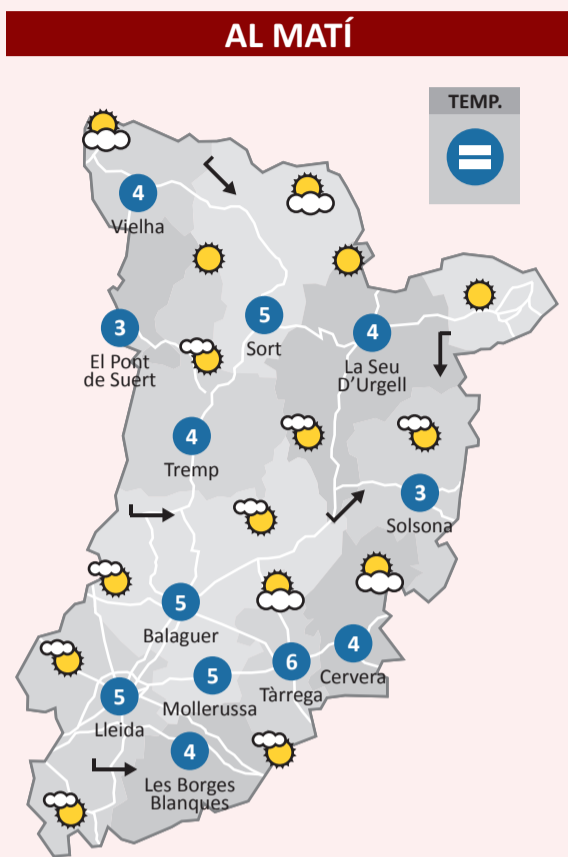 AL MATÍ
TEMP.
4
Vielha
3
El Pont
de Suert
5
Sort
4
La Seu
D'Urgell
4
Tremp
3
Solsona
5
Balaguer
4
Cervera
6
Tàrrega
5
Mollerussa
5
Lleida
4
Les Borges
Blanques